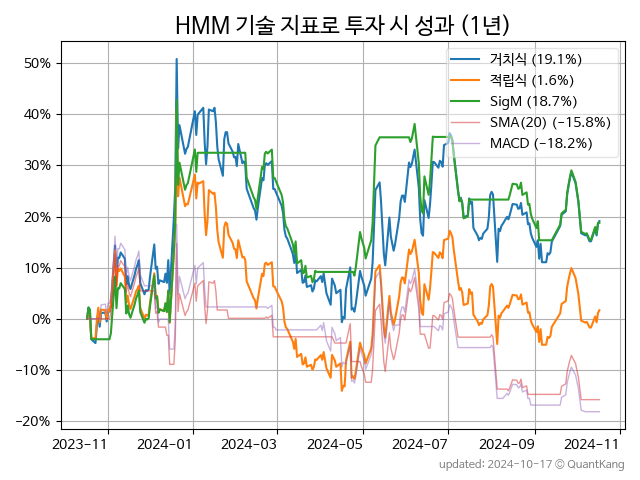 HMM 기술 지표로 투자 시 성과 (1년)
거치식 (19.1%)
적립식 (1.6%)
SigM (18.7%)
SMA(20) (−15.8%)
MACD (−18.2%)
50%
40%
30%
20%
10%
0%
−10%
−20%
2023-11 2024-01 2024-03 2024-05 2024-07 2024-09 2024-11
updated: 2024-10-17 © QuantKang